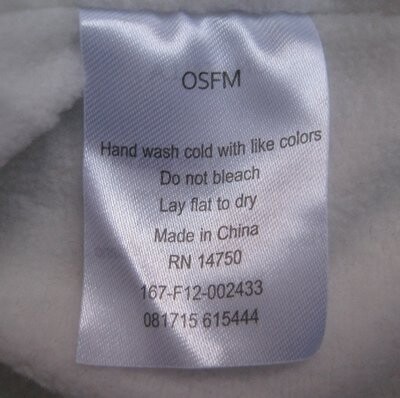 OSFM
Hand wash cold with like colors
Do not bleach
Lay flat to dry
Made in China
RN 14750
167-F12-002433
081715 615444